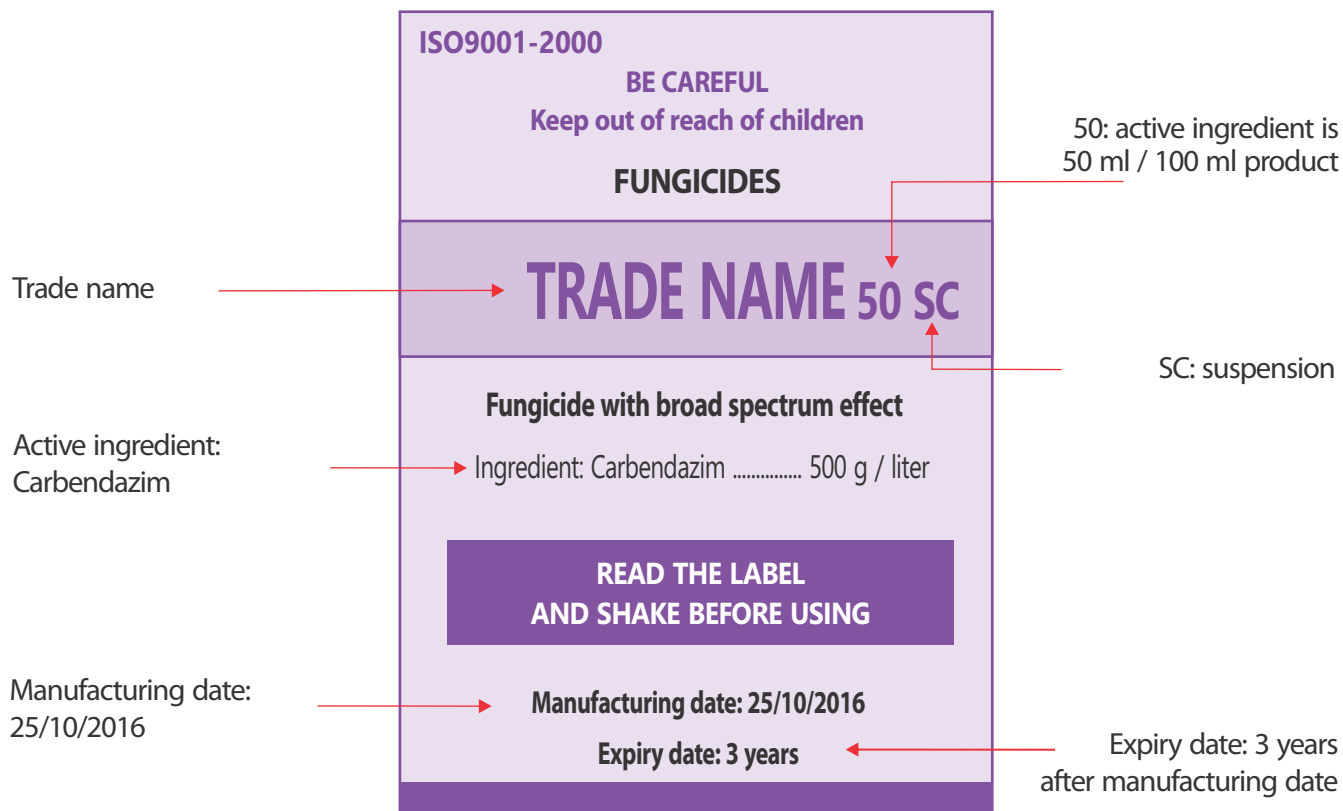 ISO9001-2000
BE CAREFUL
Keep out of reach of children
FUNGICIDES
50: active ingredient is
50 ml / 100 ml product
Trade name
TRADE NAME 50 SC
SC: suspension
Fungicide with broad spectrum effect
Active ingredient:
Carbendazim
Ingredient: Carbendazim ............... 500 g / liter
READ THE LABEL
AND SHAKE BEFORE USING
Manufacturing date:
25/10/2016
Manufacturing date: 25/10/2016
Expiry date: 3 years
Expiry date: 3 years
after manufacturing date